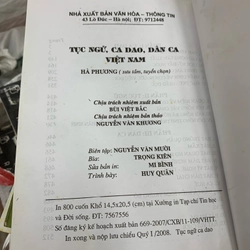 NHÀ XUẤT BẢN VĂN HÓA – THÔNG TIN
43 Lò Đúc – Hà nội; ĐT: 9712448
TỤC NGỮ, CA DAO, DÂN CA
VIỆT NAM
HÀ PHƯƠNG (sưu tầm, tuyển chọn)
Chịu trách nhiệm xuất bản
BÙI VIỆT BẮC
Chịu trách nhiệm bản thảo
NGUYỄN VĂN KHƯƠNG
Biên tập: NGUYỄN VĂN MƯỜI
Bìa: TRỌNG KIÊN
Sửa bản in: MI BÌNH
Trình bày: HUY QUÂN
In 800 cuốn Khổ 14,5x20,5 (cm) tại Xưởng in Tạp chí Tin học
và Đời sống. ĐT: 7567556
Số đăng ký kế hoạch xuất bản 669-2007/CXB/11-109/VHTT.
In xong và nộp lưu chiểu Quý I/2008. Tục ngữ ca dao